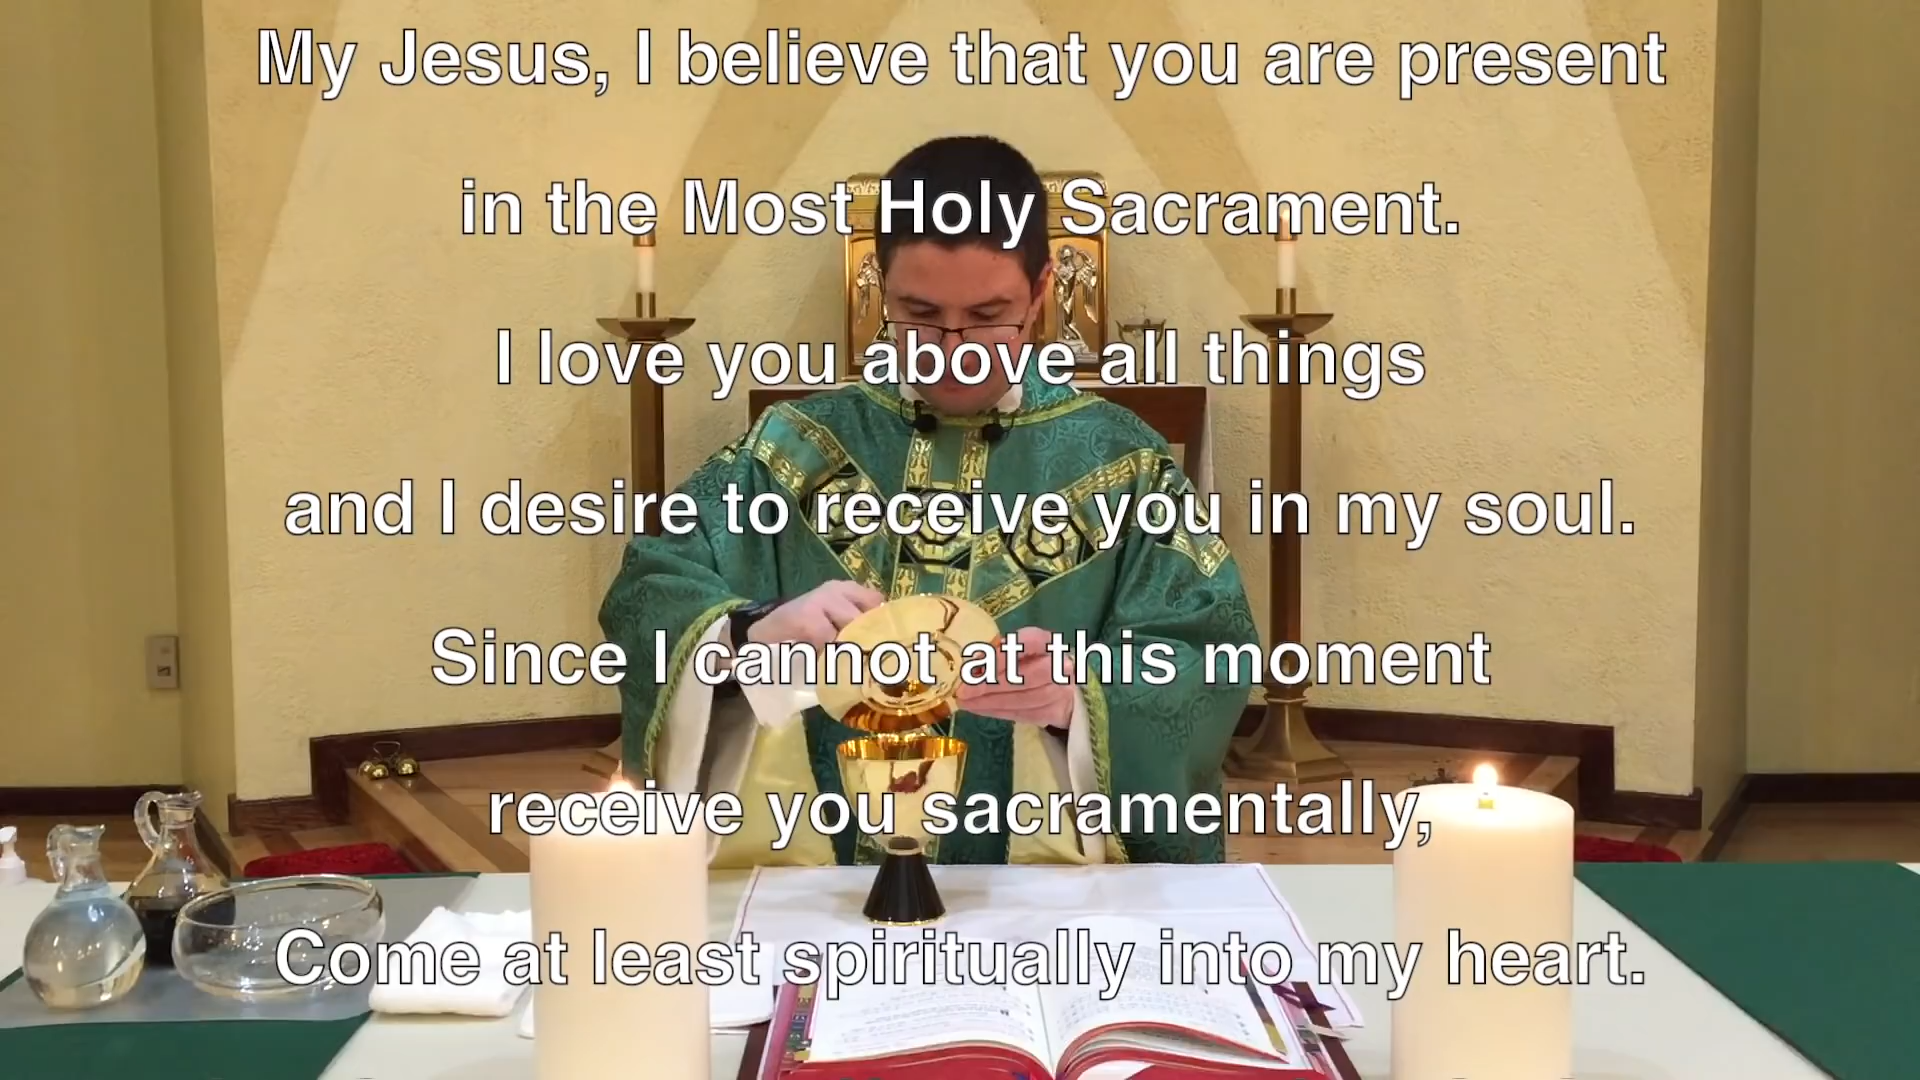 My Jesus, I believe that you are present
in the Most Holy Sacrament.
I love you above all things
and I desire to receive you in my soul.
Since I cannot at this moment
receive you sacramentally,
Come at least spiritually into my heart.